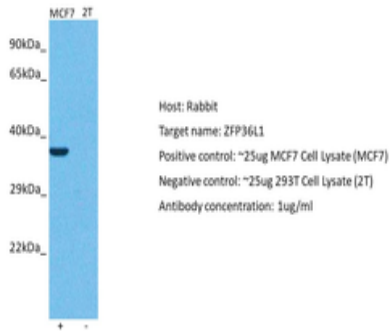 MCF7 2T
90kDa_
65kDa_
40kDa_
29kDa_
22kDa_
+ -
Host: Rabbit
Target name: ZFP36L1
Positive control: ~25ug MCF7 Cell Lysate (MCF7)
Negative control: ~25ug 293T Cell Lysate (2T)
Antibody concentration: 1ug/ml